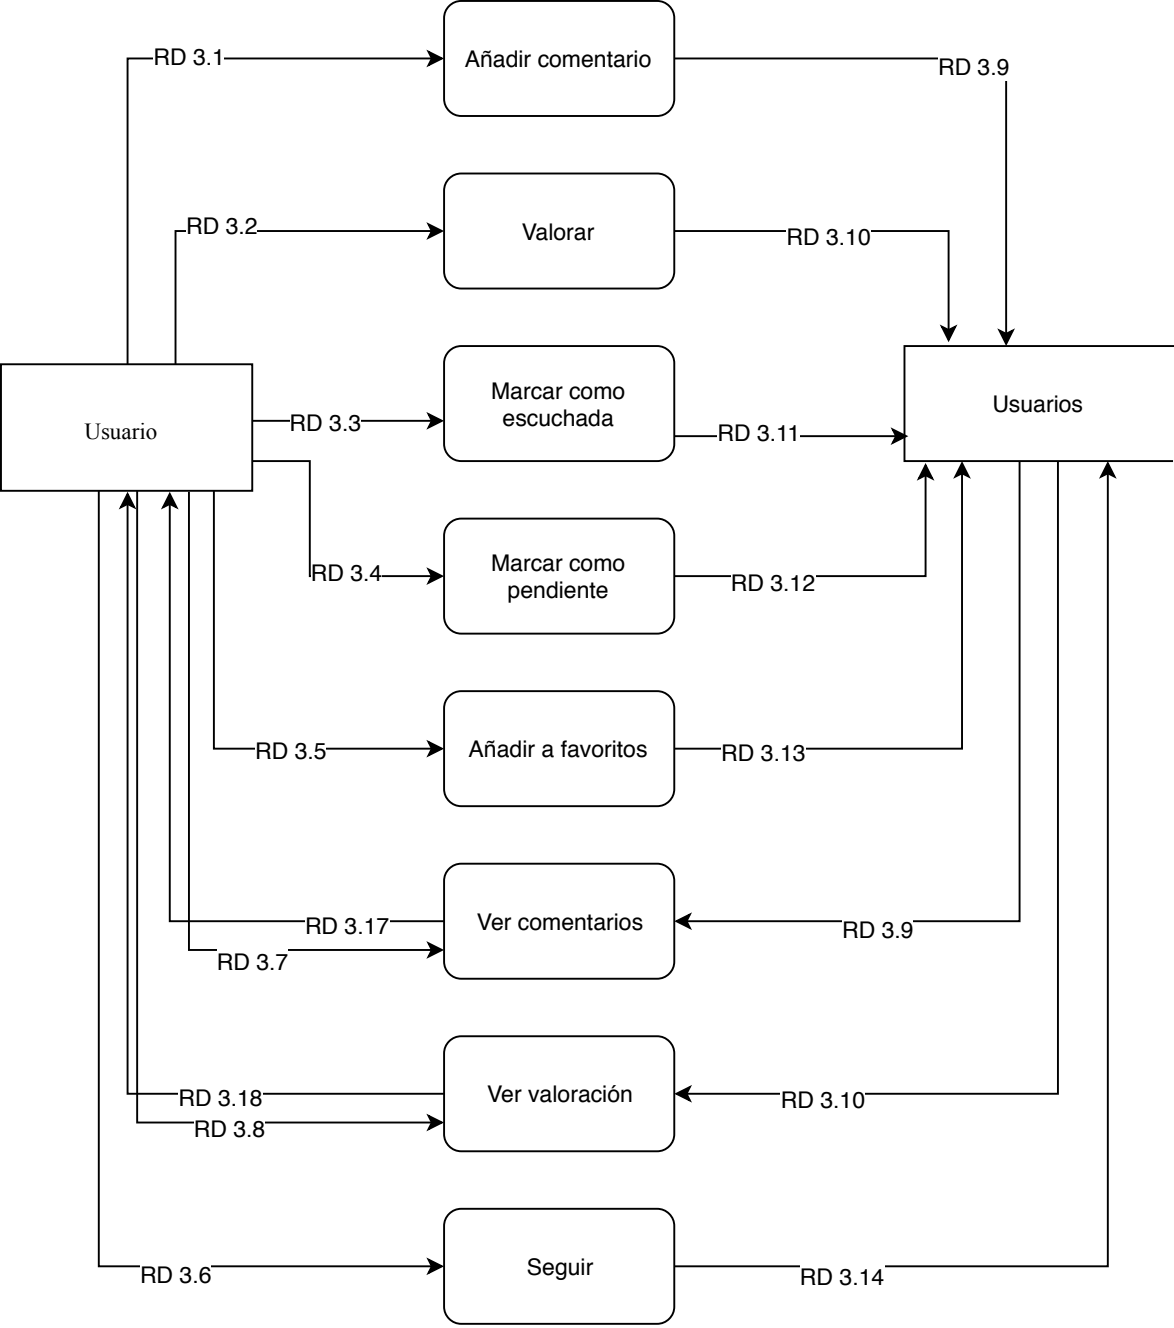 RD 3.1
Añadir comentario
RD 3.9
RD 3.2
Valorar
RD 3.10
Usuario
RD 3.3
Marcar como
escuchada
RD 3.11
Usuarios
RD 3.4
Marcar como
pendiente
RD 3.12
RD 3.5
Añadir a favoritos
RD 3.13
RD 3.17
RD 3.7
Ver comentarios
RD 3.9
RD 3.18
RD 3.8
Ver valoración
RD 3.10
RD 3.6
Seguir
RD 3.14